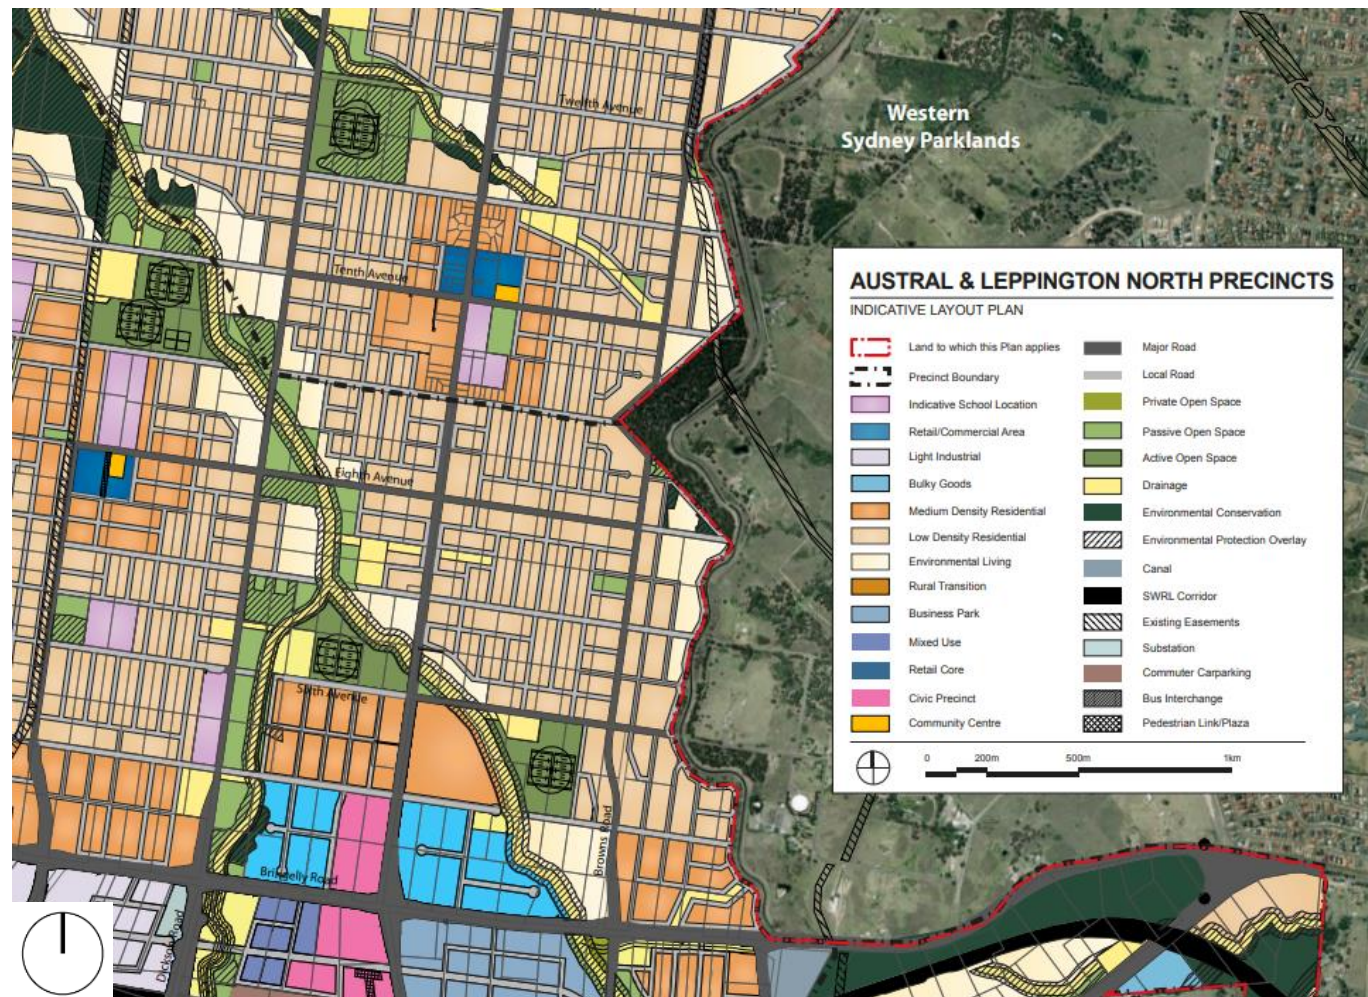 Twelfth Avenue
Western
Sydney Parklands
Tenth Avenue
Eighth Avenue
Sixth Avenue
Browns Road
Bringelly Road
Dickson Road
AUSTRAL & LEPPINGTON NORTH PRECINCTS
INDICATIVE LAYOUT PLAN
Land to which this Plan applies
Precinct Boundary
Indicative School Location
Retail/Commercial Area
Light Industrial
Bulky Goods
Medium Density Residential
Low Density Residential
Environmental Living
Rural Transition
Business Park
Mixed Use
Retail Core
Civic Precinct
Community Centre
Major Road
Local Road
Private Open Space
Passive Open Space
Active Open Space
Drainage
Environmental Conservation
Environmental Protection Overlay
Canal
SWRL Corridor
Existing Easements
Substation
Commuter Carparking
Bus Interchange
Pedestrian Link/Plaza
0 200m 500m 1km